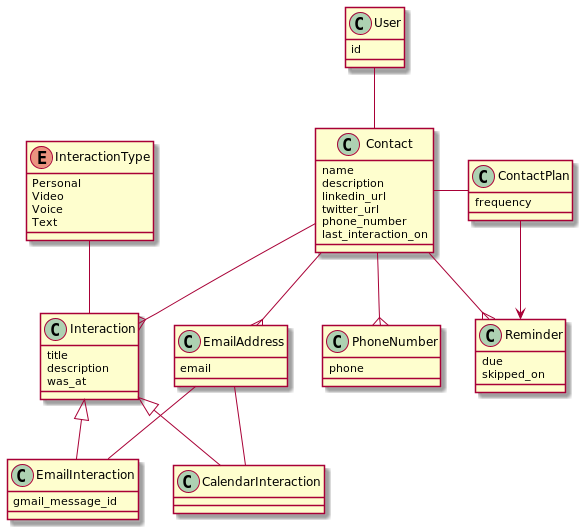 C User
id
C Contact
name
description
linkedin_url
twitter_url
phone_number
last_interaction_on
E InteractionType
Personal
Video
Voice
Text
C ContactPlan
frequency
C Interaction
title
description
was_at
C EmailAddress
email
C PhoneNumber
phone
C Reminder
due
skipped_on
C EmailInteraction
gmail_message_id
C CalendarInteraction